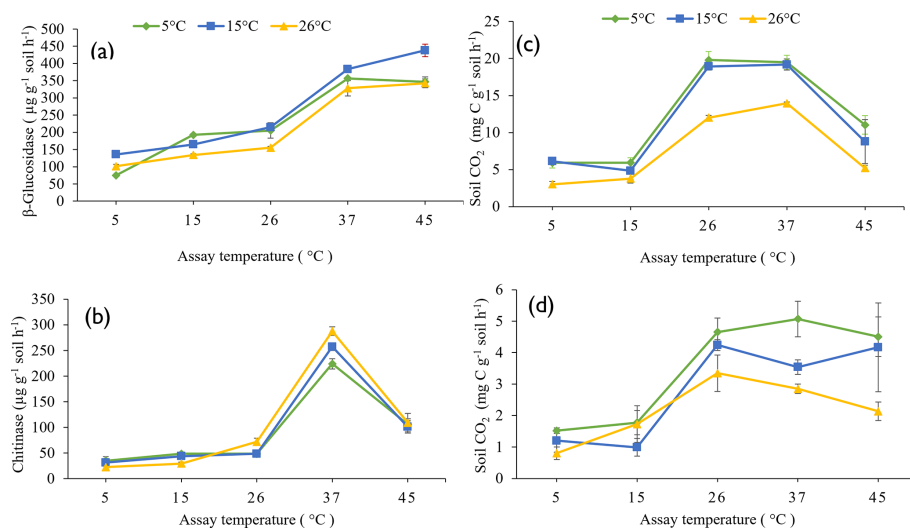 5°C 15°C 26°C
(a)
β-Glucosidase ( µg g-1 soil h-1)
500
450
400
350
300
250
200
150
100
50
0
5 15 26 37 45
Assay temperature ( °C )
5°C 15°C 26°C
(c)
Soil CO2 (mg C g-1 soil h-1)
25
20
15
10
5
0
5 15 26 37 45
Assay temperature ( °C )
(b)
Chitinase (µg g-1 soil h-1)
350
300
250
200
150
100
50
0
5 15 26 37 45
Assay temperature ( °C )
(d)
Soil CO2 (mg C g-1 soil h-1)
6
5
4
3
2
1
0
5 15 26 37 45
Assay temperature ( °C )